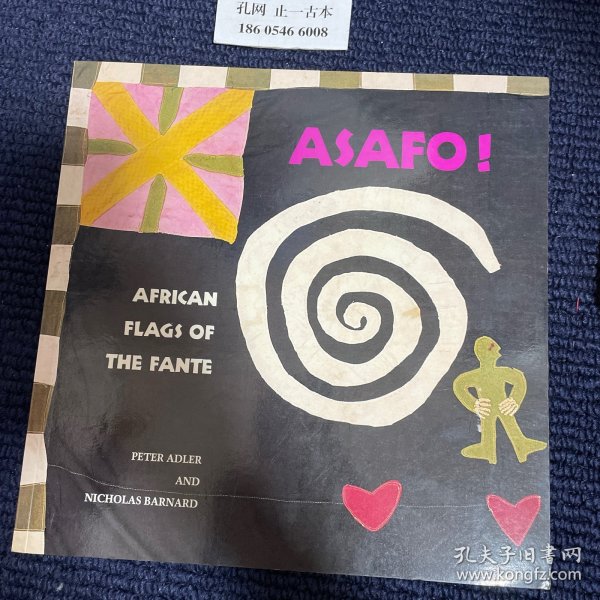 孔网 止一古本
186 0546 6008
ASAFO!
AFRICAN
FLAGS OF
THE FANTE
PETER ADLER
AND
NICHOLAS BARNARD
孔夫子旧书网
www.kongfz.com